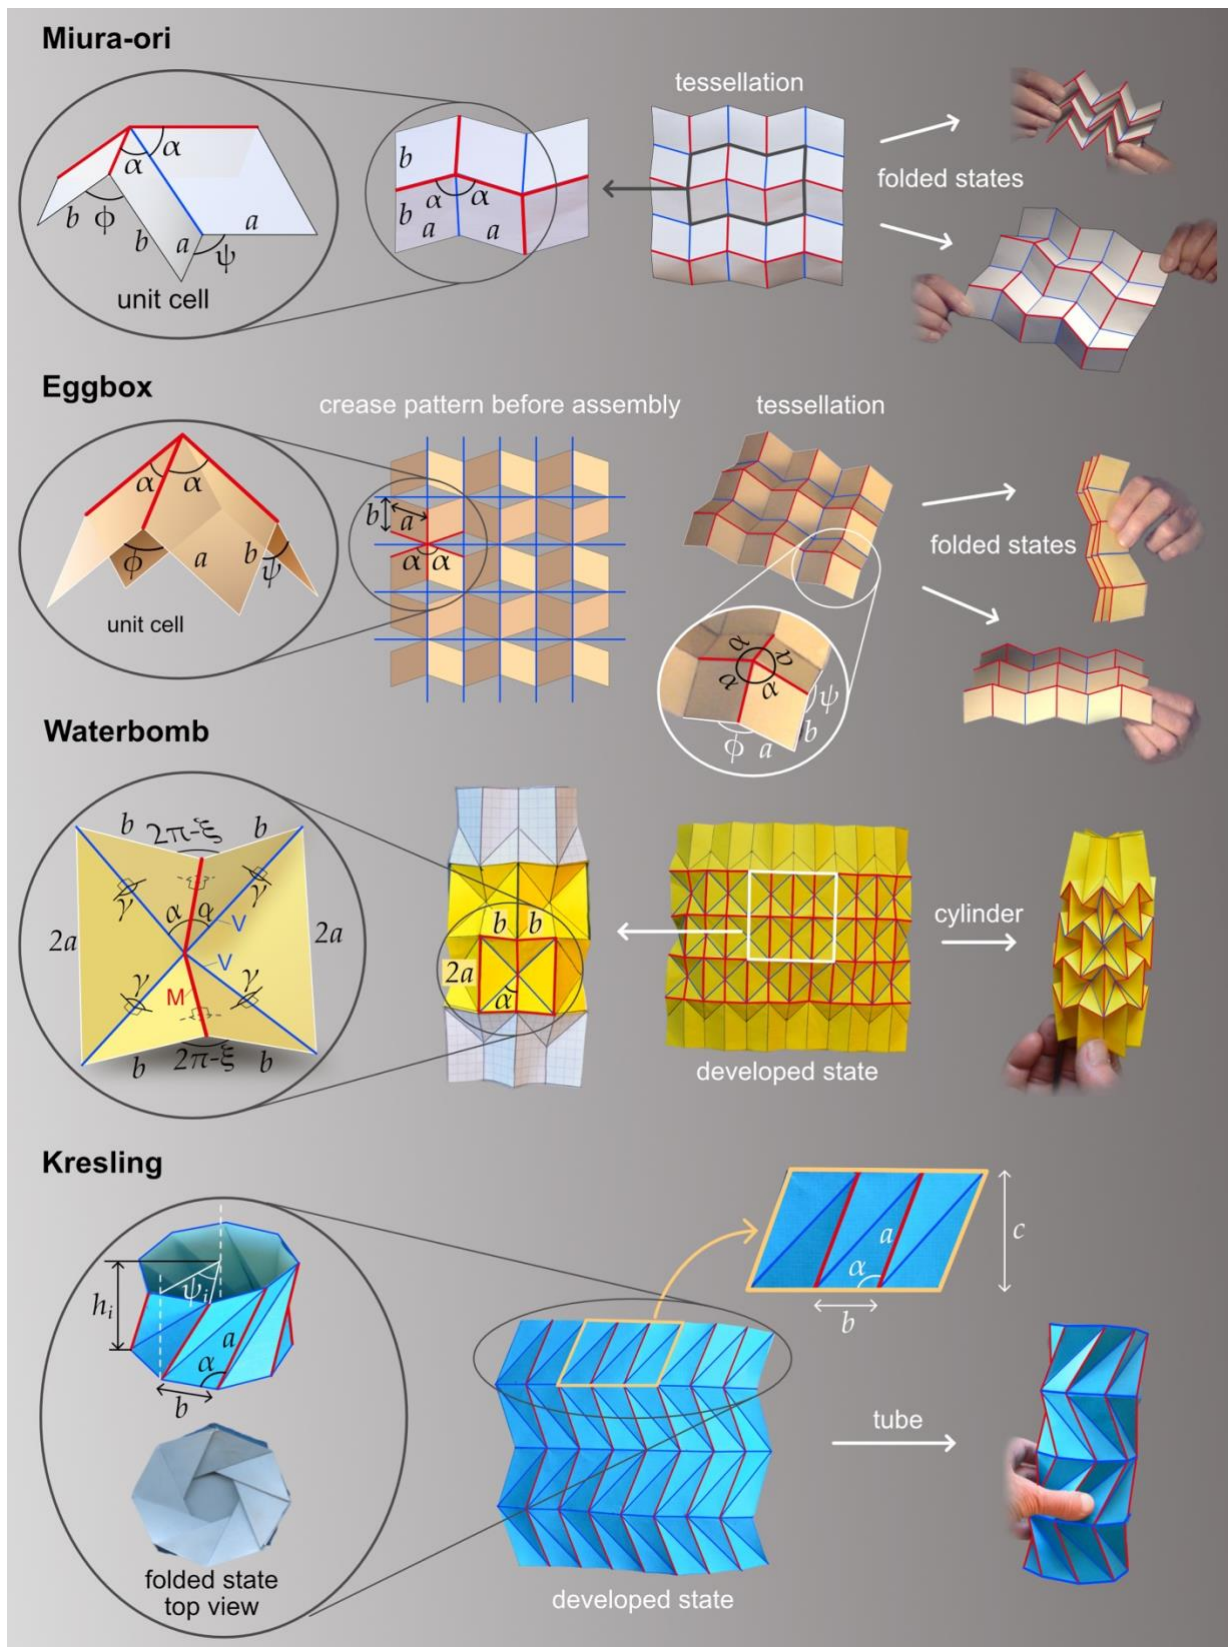 Miura-ori
tessellation
α
α
b
ϕ
b
a
ψ
a
unit cell
b
α
α
b
a
a
folded states
Eggbox
crease pattern before assembly
tessellation
α
α
ϕ
a
b
ψ
unit cell
b
a
α
α
folded states
α
α
α
α
ψ
b
ϕ
a
Waterbomb
b
2π-ξ
b
γ
γ
α
α
V
2a
2a
V
γ
γ
M
b
2π-ξ
b
b
b
2a
α
cylinder
developed state
Kresling
a
α
c
b
hᵢ
ψᵢ
a
α
b
tube
folded state
top view
developed state